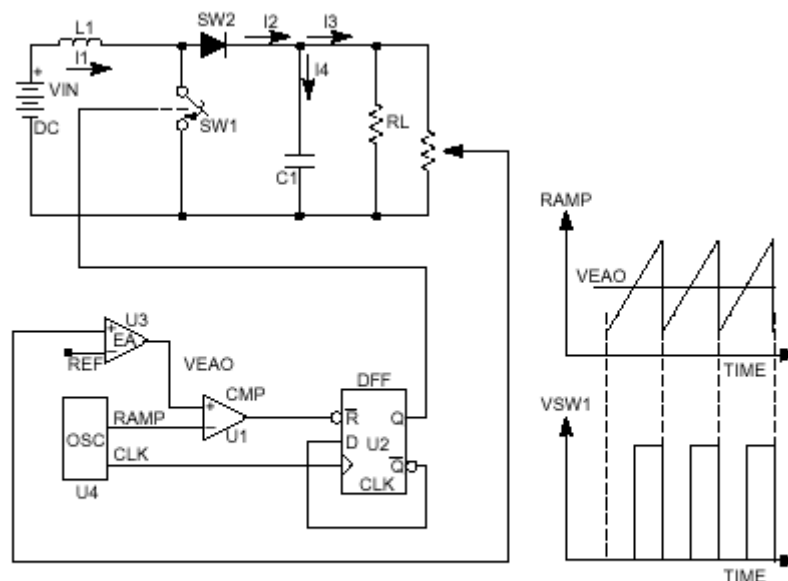 L1
SW2
I2
I3
I1
I4
+
VIN
DC
SW1
RL
C1
RAMP
VEAO
TIME
U3
+
EA
−
REF
VEAO
CMP
DFF
RAMP
+
−
U1
R
Q
D
U2
Q
OSC
CLK
CLK
U4
VSW1
TIME